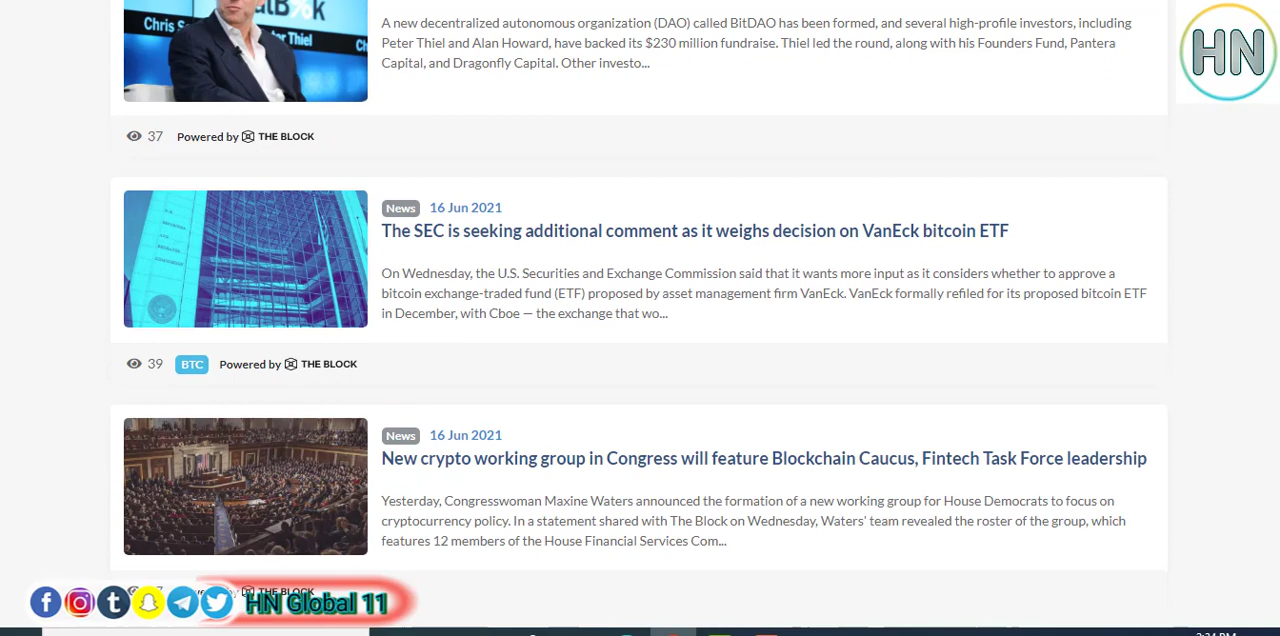 Chris S
lB%k
er Thiel
Ch
A new decentralized autonomous organization (DAO) called BitDAO has been formed, and several high-profile investors, including
Peter Thiel and Alan Howard, have backed its $230 million fundraise. Thiel led the round, along with his Founders Fund, Pantera
Capital, and Dragonfly Capital. Other investo...
HN
37 Powered by THE BLOCK
News 16 Jun 2021
The SEC is seeking additional comment as it weighs decision on VanEck bitcoin ETF
On Wednesday, the U.S. Securities and Exchange Commission said that it wants more input as it considers whether to approve a
bitcoin exchange-traded fund (ETF) proposed by asset management firm VanEck. VanEck formally refiled for its proposed bitcoin ETF
in December, with Cboe — the exchange that wo...
39 BTC Powered by THE BLOCK
News 16 Jun 2021
New crypto working group in Congress will feature Blockchain Caucus, Fintech Task Force leadership
Yesterday, Congresswoman Maxine Waters announced the formation of a new working group for House Democrats to focus on
cryptocurrency policy. In a statement shared with The Block on Wednesday, Waters' team revealed the roster of the group, which
features 12 members of the House Financial Services Com...
THE BLOCK
HN Global 11